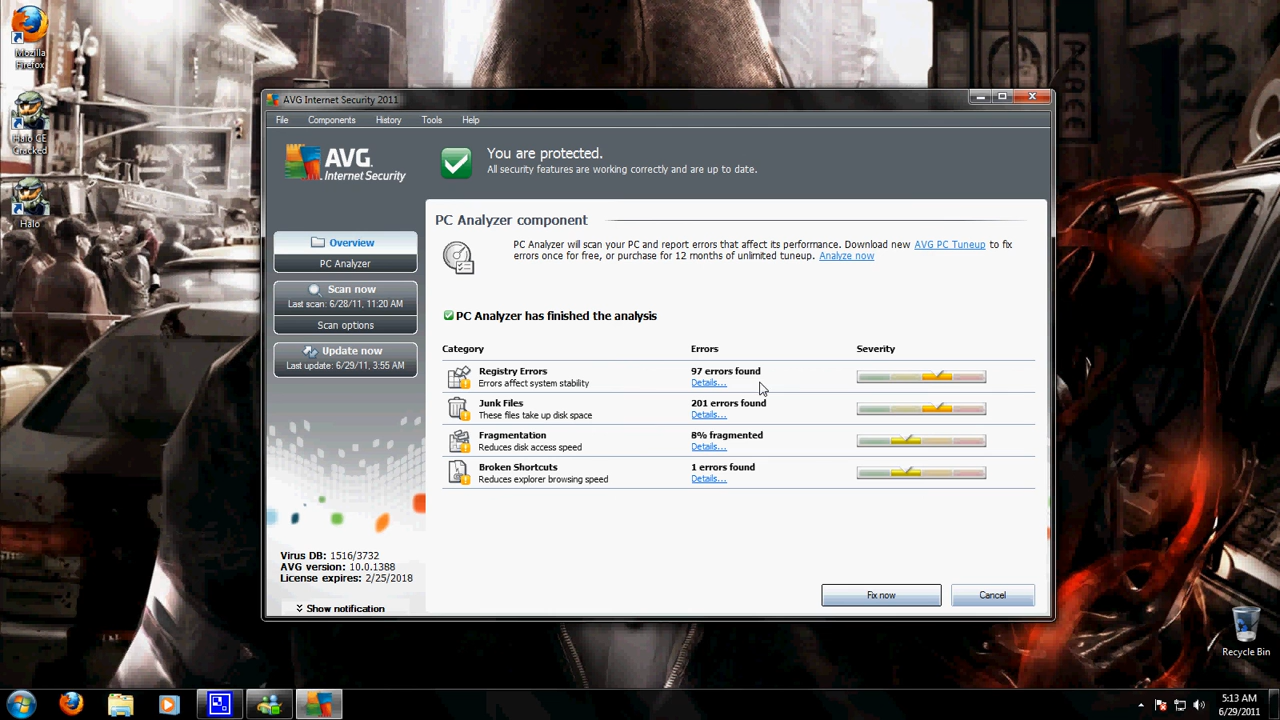 Mozilla
Firefox
Halo CE
Cracked
Halo
AVG Internet Security 2011
File Components History Tools Help
AVG.
Internet Security
You are protected.
All security features are working correctly and are up to date.
Overview
PC Analyzer
Scan now
Last scan: 6/28/11, 11:20 AM
Scan options
Update now
Last update: 6/29/11, 3:55 AM
Virus DB: 1516/3732
AVG version: 10.0.1388
License expires: 2/25/2018
Show notification
PC Analyzer component
PC Analyzer will scan your PC and report errors that affect its performance. Download new AVG PC Tuneup to fix
errors once for free, or purchase for 12 months of unlimited tuneup. Analyze now
PC Analyzer has finished the analysis
Category Errors Severity
Registry Errors 97 errors found
Errors affect system stability Details...
Junk Files 201 errors found
These files take up disk space Details...
Fragmentation 8% fragmented
Reduces disk access speed Details...
Broken Shortcuts 1 errors found
Reduces explorer browsing speed Details...
Fix now Cancel
Recycle Bin
5:13 AM
6/29/2011